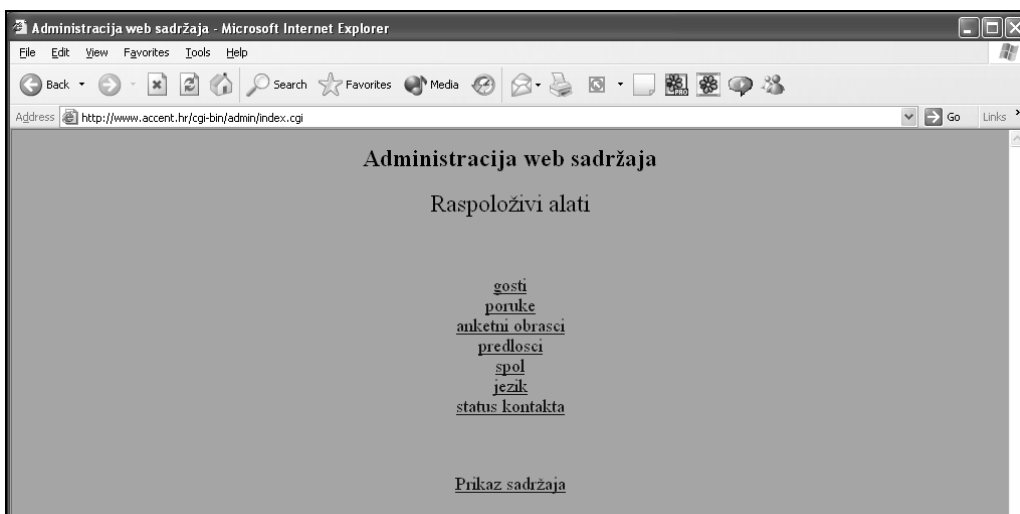 Administracija web sadržaja - Microsoft Internet Explorer
File Edit View Favorites Tools Help
Back Search Favorites Media
Address http://www.accent.hr/cgi-bin/admin/index.cgi Go Links
Administracija web sadržaja
Raspoloživi alati
gosti
poruke
anketni obrasci
predlosci
spol
jezik
status kontakta
Prikaz sadržaja